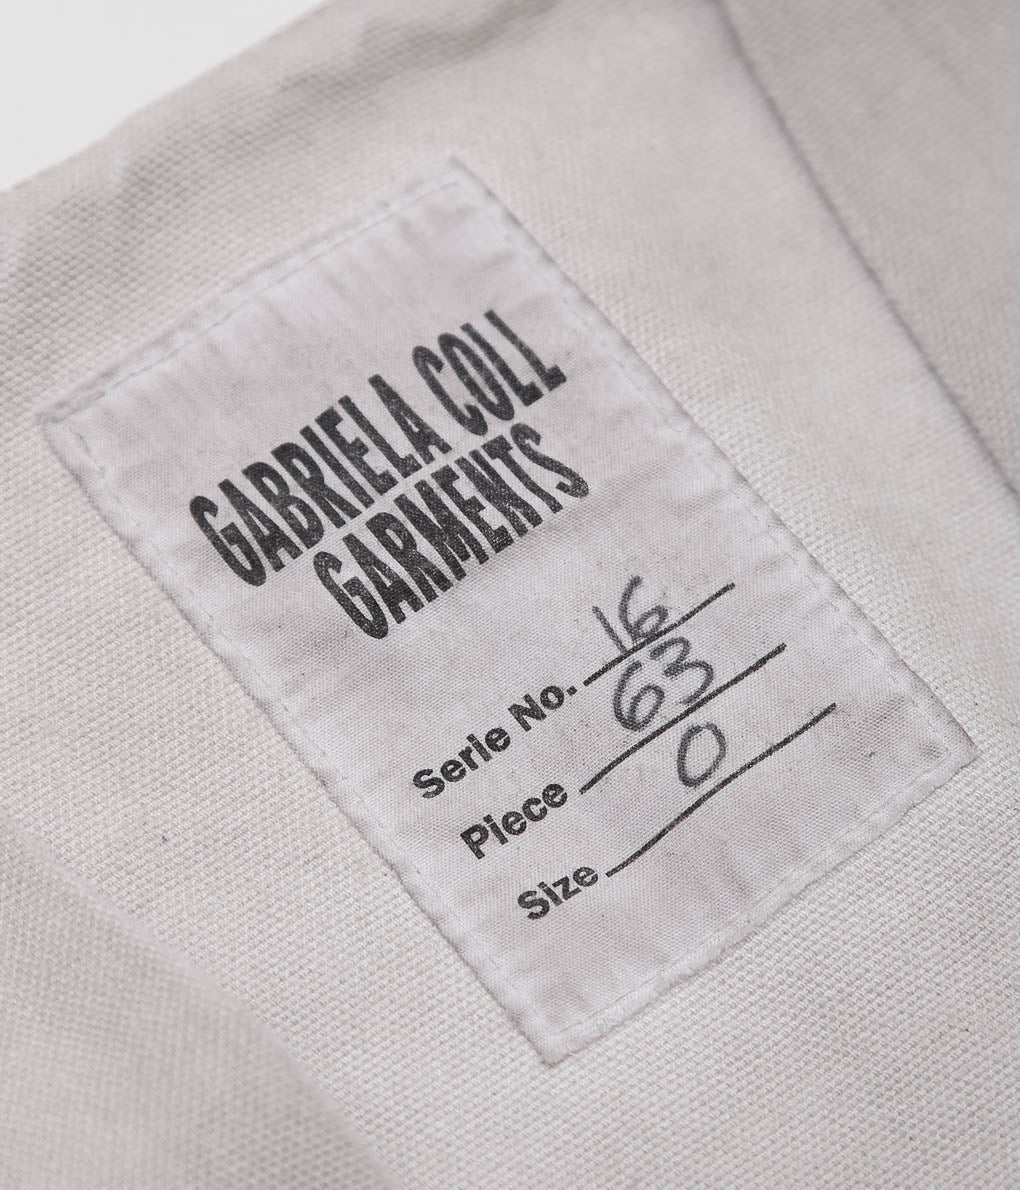 GABRIELA COLL
GARMENTS
Serie No. 16
Piece 63
Size 0